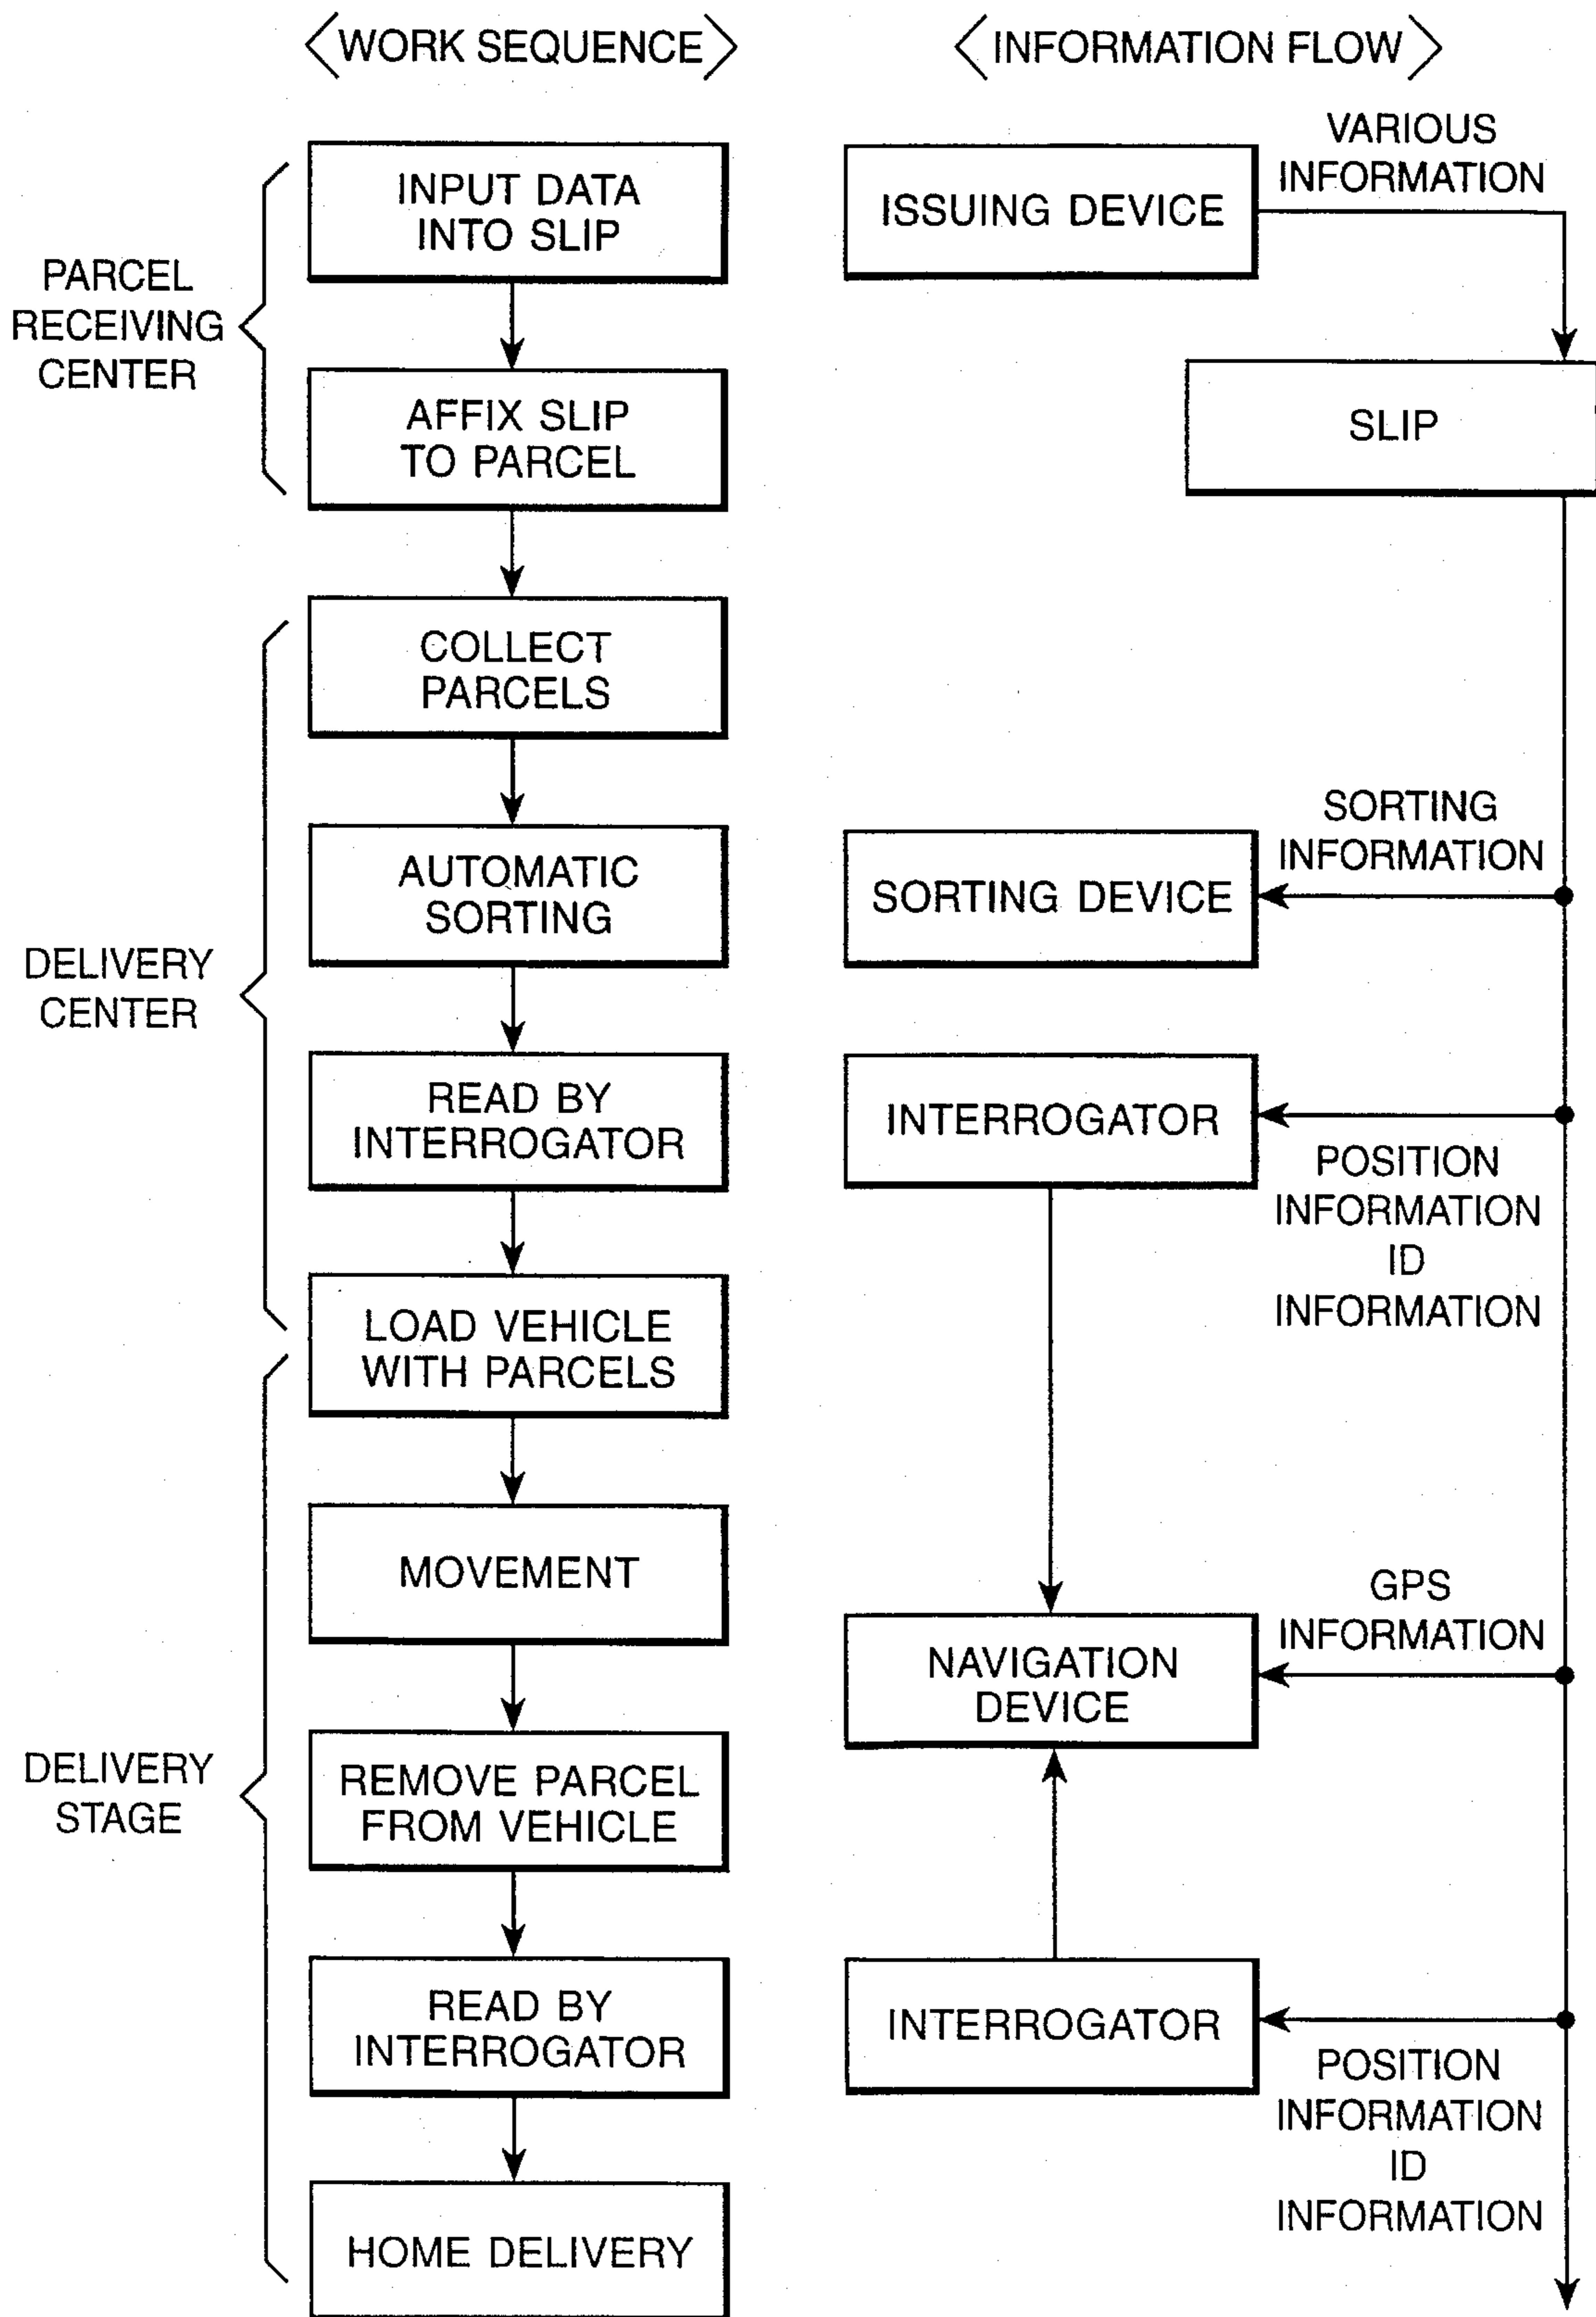 <WORK SEQUENCE>
<INFORMATION FLOW>
PARCEL
RECEIVING
CENTER
INPUT DATA
INTO SLIP
AFFIX SLIP
TO PARCEL
ISSUING DEVICE
VARIOUS
INFORMATION
SLIP
DELIVERY
CENTER
COLLECT
PARCELS
AUTOMATIC
SORTING
SORTING DEVICE
SORTING
INFORMATION
READ BY
INTERROGATOR
INTERROGATOR
POSITION
INFORMATION
ID
INFORMATION
LOAD VEHICLE
WITH PARCELS
DELIVERY
STAGE
MOVEMENT
NAVIGATION
DEVICE
GPS
INFORMATION
REMOVE PARCEL
FROM VEHICLE
READ BY
INTERROGATOR
INTERROGATOR
POSITION
INFORMATION
ID
INFORMATION
HOME DELIVERY